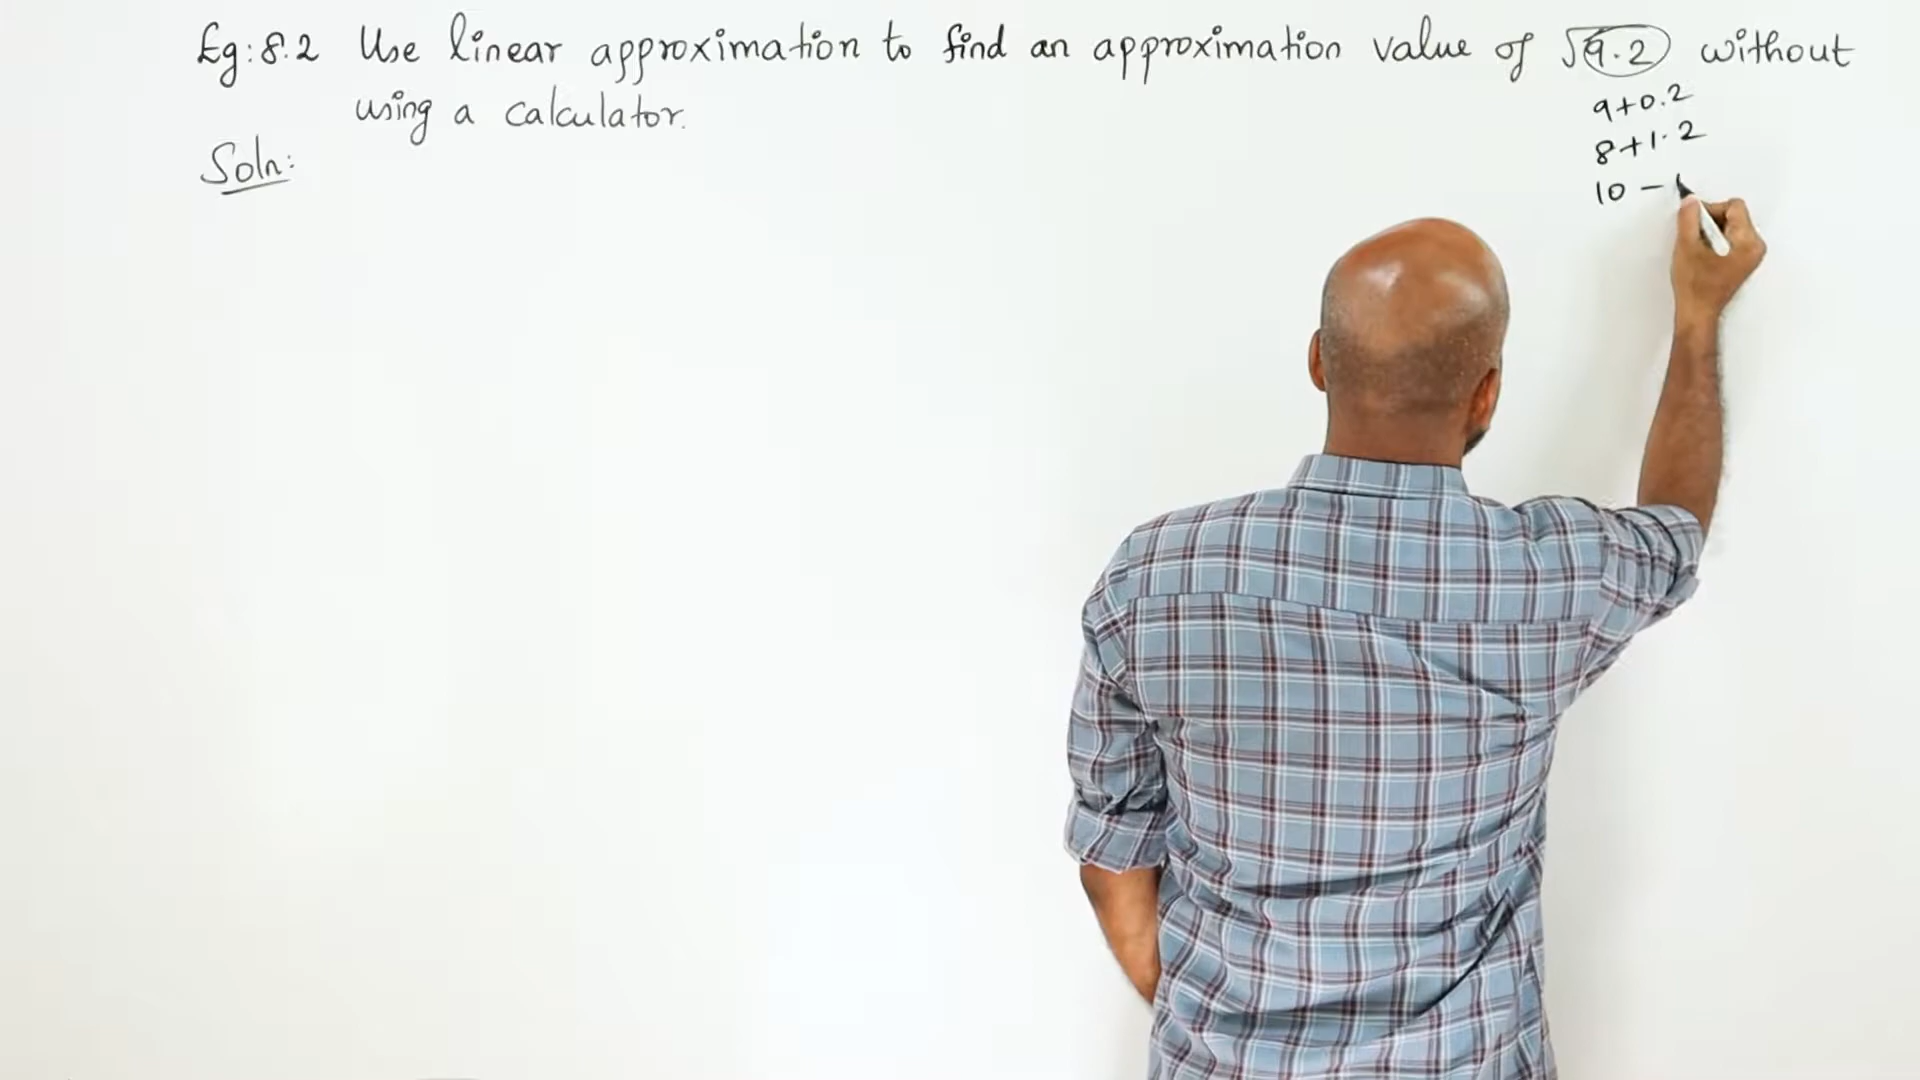 Eg: 8.2 Use linear approximation to find an approximation value of √9.2 without
using a calculator.
Soln:
9+0.2
8+1.2
10 -